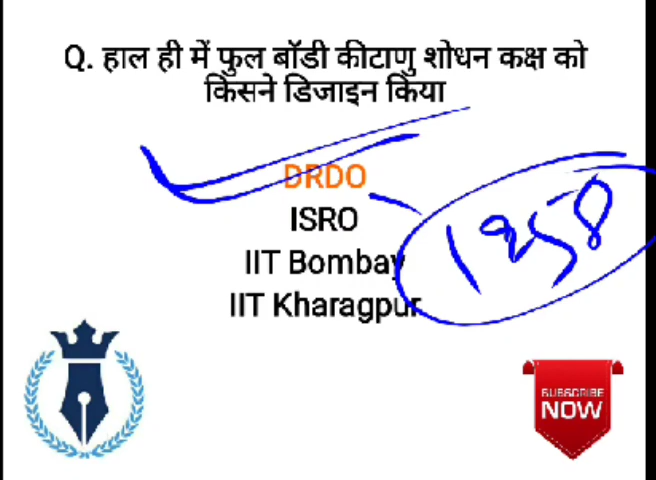 Q. हाल ही में फुल बॉडी कीटाणु शोधन कक्ष को
किसने डिजाइन किया
DRDO
1958
ISRO
IIT Bombay
IIT Kharagpur
SUBSCRIBE
NOW